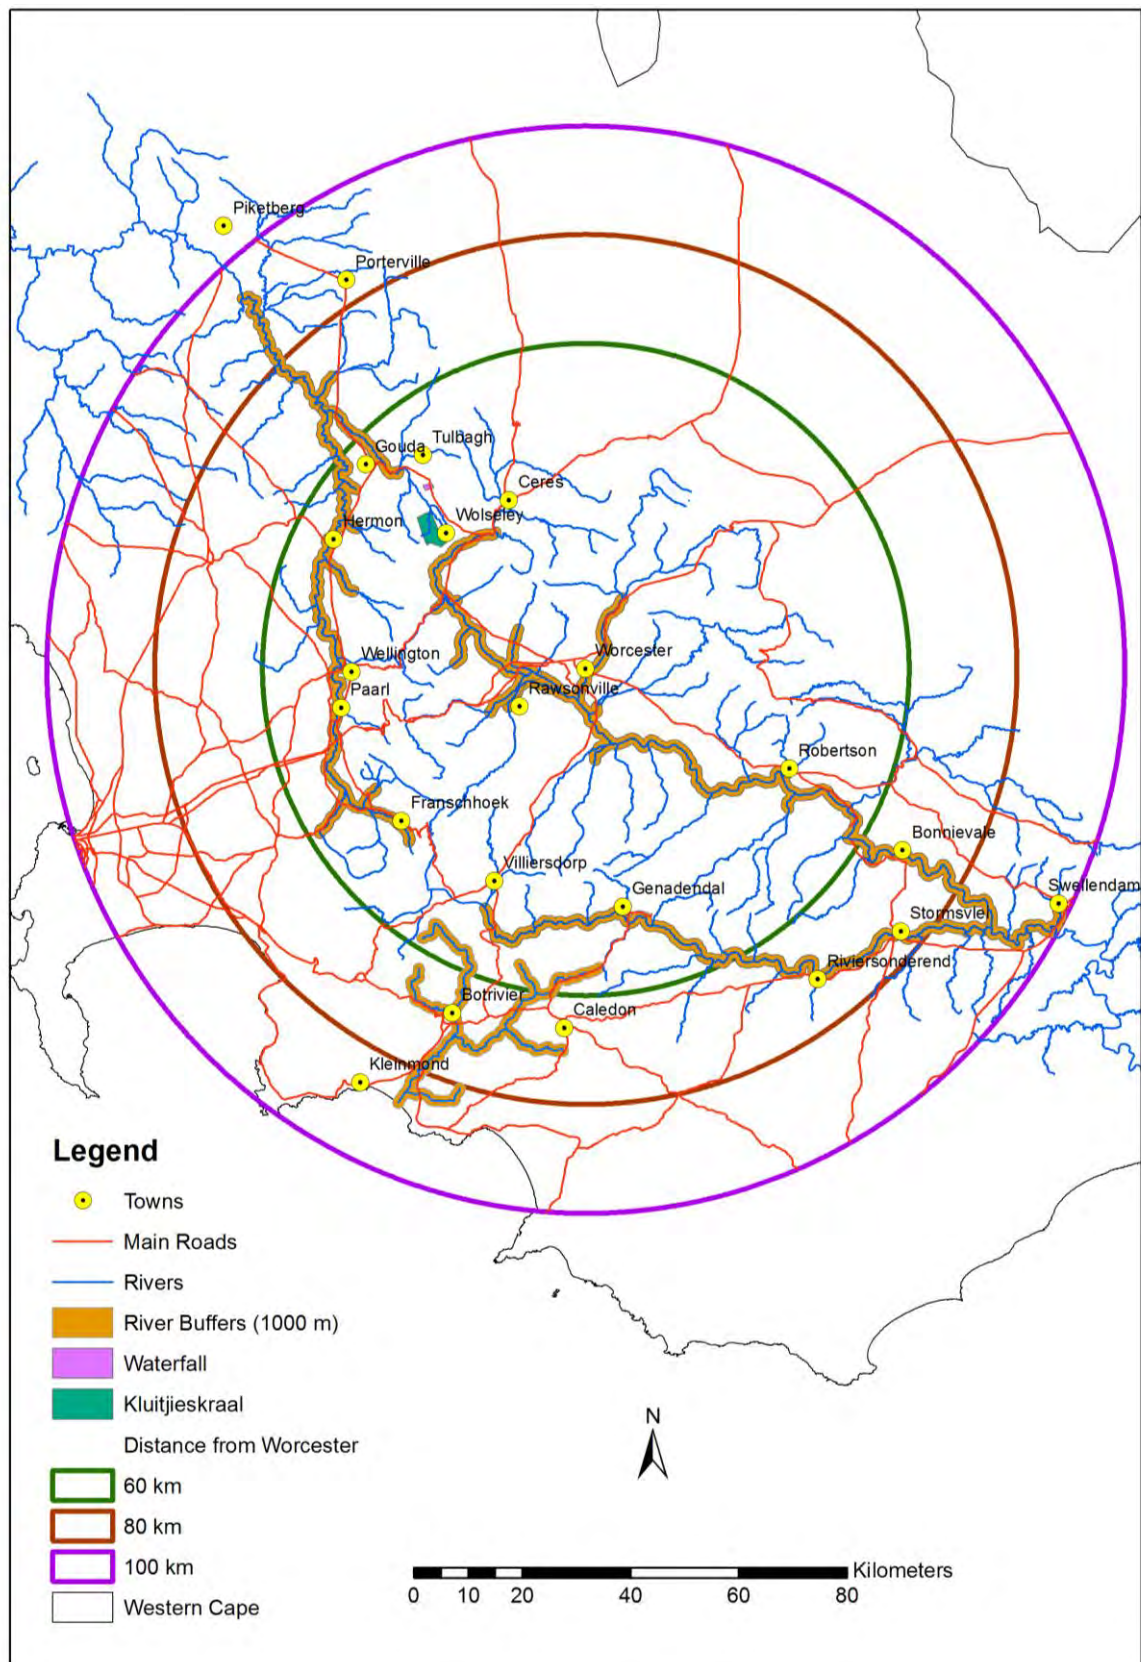 Piketberg
Porterville
Gouda
Tulbagh
Ceres
Wolseley
Hermon
Wellington
Worcester
Paarl
Rawsonville
Robertson
Franschhoek
Bonnievale
Villiersdorp
Genadendal
Swellendam
Stormsvlei
Riviersonderend
Botrivier
Caledon
Kleinmond
Legend
Towns
Main Roads
Rivers
River Buffers (1000 m)
Waterfall
Kluitjieskraal
Distance from Worcester
60 km
80 km
100 km
Western Cape
N
Kilometers
0 10 20 40 60 80